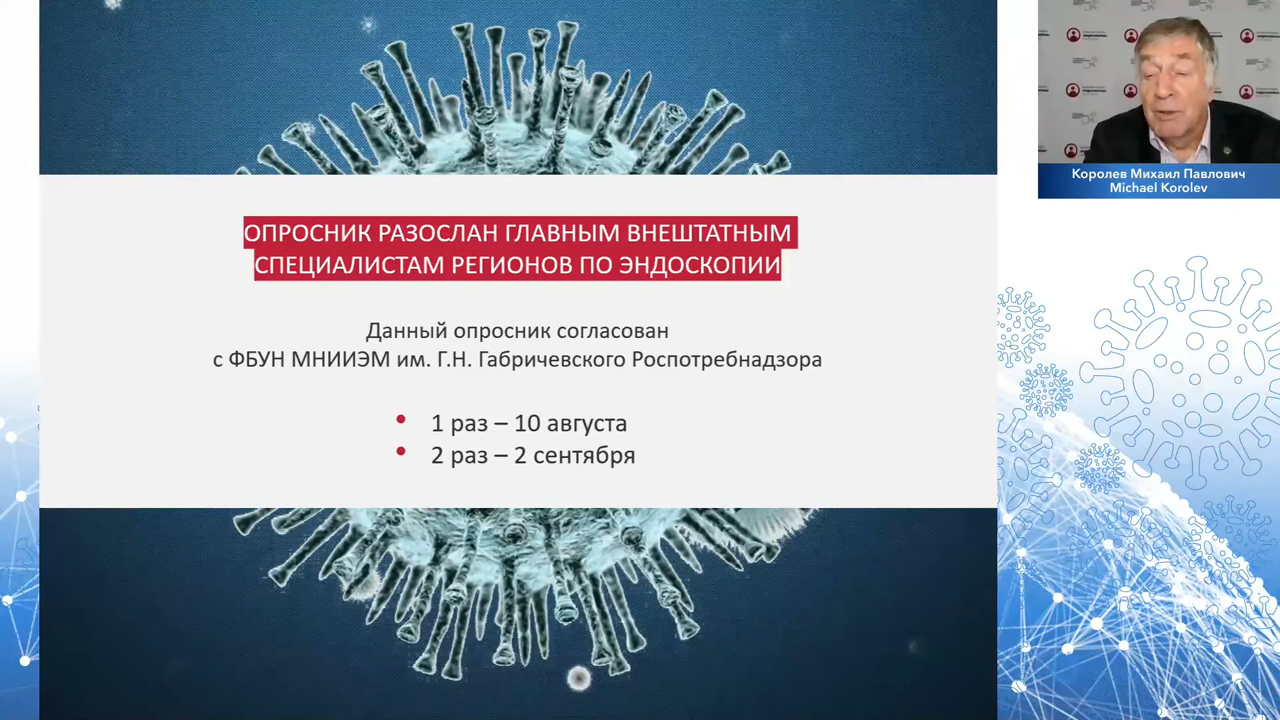 ОПРОСНИК РАЗОСЛАН ГЛАВНЫМ ВНЕШТАТНЫМ
СПЕЦИАЛИСТАМ РЕГИОНОВ ПО ЭНДОСКОПИИ
Данный опросник согласован
с ФБУН МНИИЭМ им. Г.Н. Габричевского Роспотребнадзора
• 1 раз – 10 августа
• 2 раз – 2 сентября
Королев Михаил Павлович
Michael Korolev